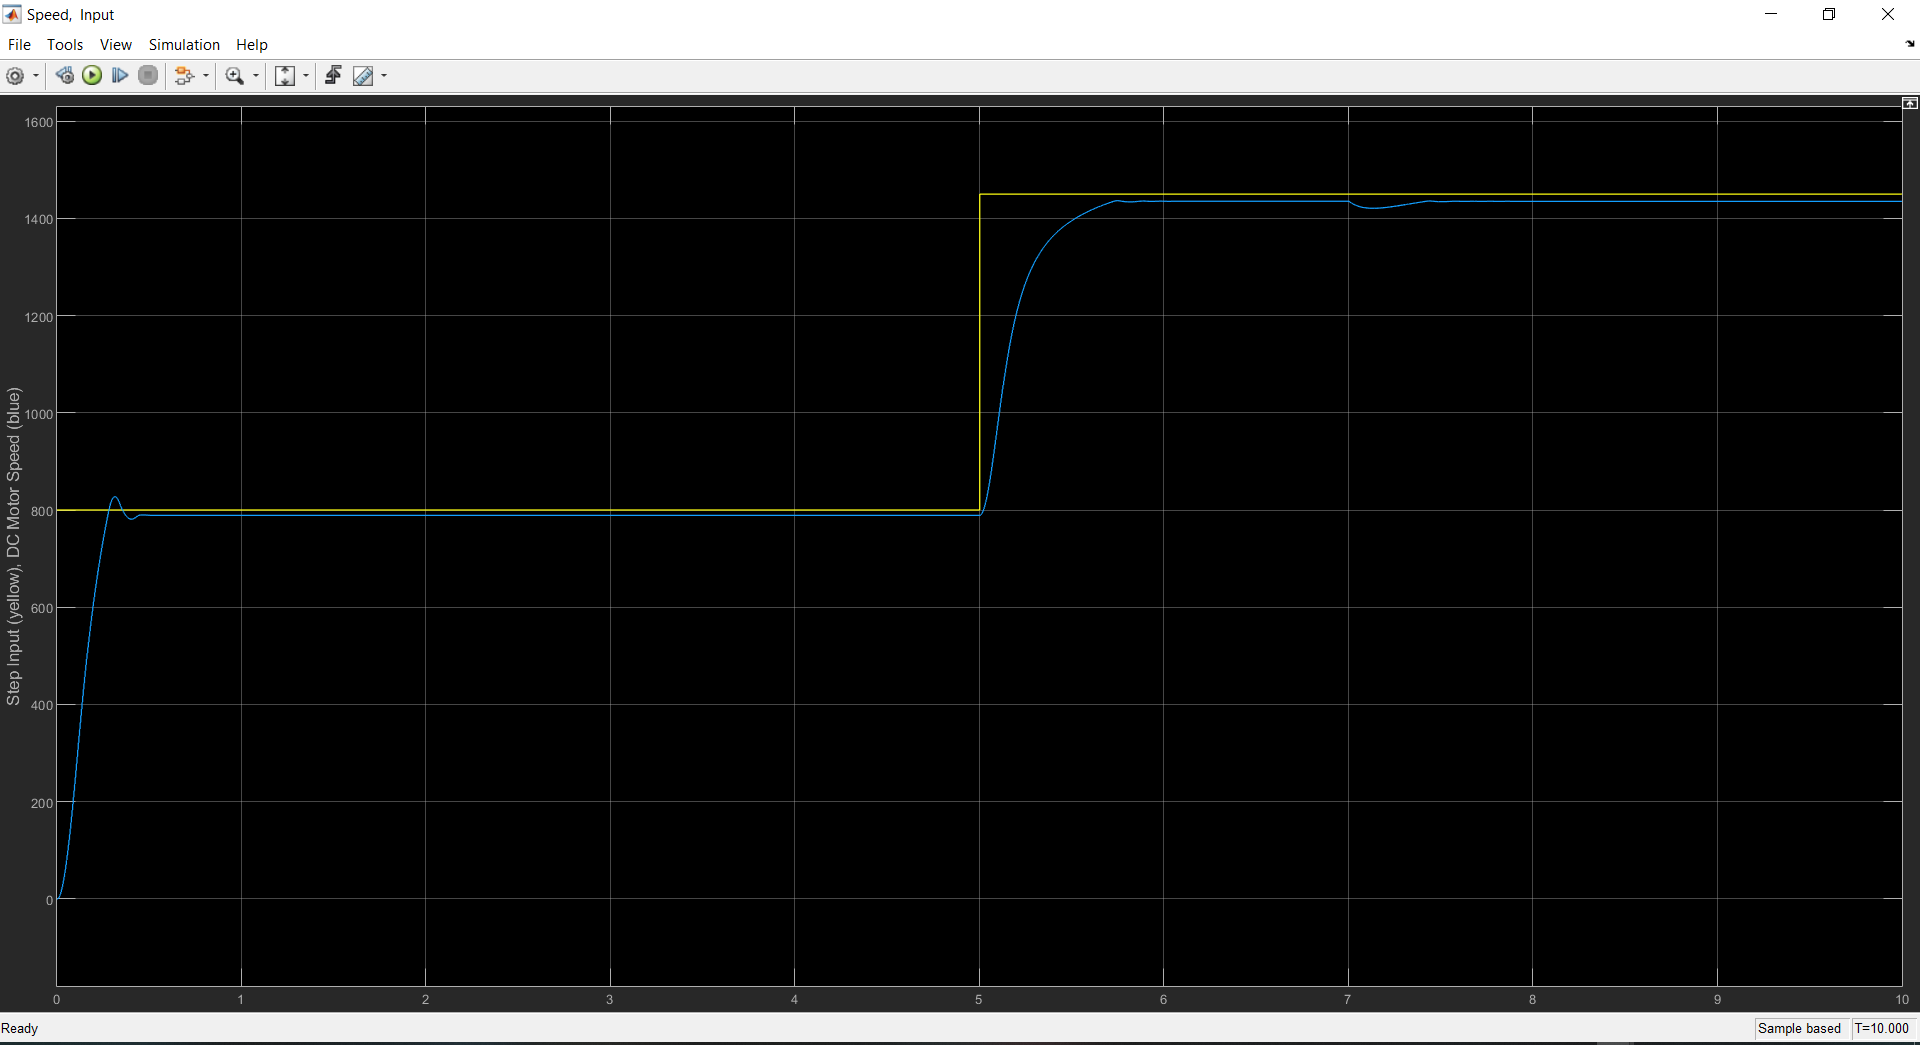 Speed, Input
File Tools View Simulation Help
1600
1400
1200
1000
800
600
400
200
0
Step Input (yellow), DC Motor Speed (blue)
0 1 2 3 4 5 6 7 8 9 10
Ready
Sample based T=10.000